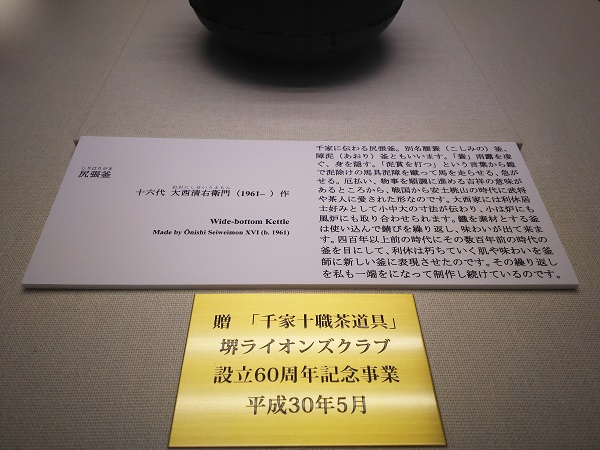 しりはりがま
尻張釜
おおにしせいうえもん
十六代 大西清右衛門（1961– ）作
Wide-bottom Kettle
Made by Ōnishi Seiweimon XVI (b. 1961)
千家に伝わる尻張釜。別名腰蓑（こしみの）釜。
障泥（あおり）釜ともいいます。「蓑」雨露を凌
ぐ、身を隠す。「泥賞を打つ」という言葉から鐙
で泥除けの馬具泥障を蹴って馬を走らせる、急が
せる。厄払い、物事を順調に進める吉祥の意味が
あるところから、戦国から安土桃山の時代に武将
や茶人に愛された形なのです。大西家には利休居
士好みとして小中大の寸法が伝わり、小は炉にも
風炉にも取り合わせられます。鐵を素材とする釜
は使い込んで錆びを繰り返し、味わいが出て来ま
す。四百年以上前の時代にその数百年前の時代の
釜を目にして、利休は朽ちていく肌や味わいを釜
師に新しい釜に表現させたのです。その繰り返し
を私も一端をになって制作し続けているのです。
贈 「千家十職茶道具」
堺ライオンズクラブ
設立60周年記念事業
平成30年5月